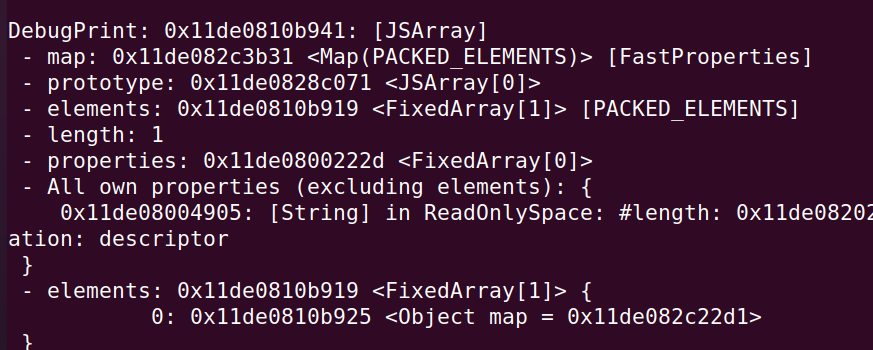 DebugPrint: 0x11de0810b941: [JSArray]
- map: 0x11de082c3b31 <Map(PACKED_ELEMENTS)> [FastProperties]
- prototype: 0x11de0828c071 <JSArray[0]>
- elements: 0x11de0810b919 <FixedArray[1]> [PACKED_ELEMENTS]
- length: 1
- properties: 0x11de0800222d <FixedArray[0]>
- All own properties (excluding elements): {
0x11de08004905: [String] in ReadOnlySpace: #length: 0x11de08202
ation: descriptor
}
- elements: 0x11de0810b919 <FixedArray[1]> {
0: 0x11de0810b925 <Object map = 0x11de082c22d1>
}